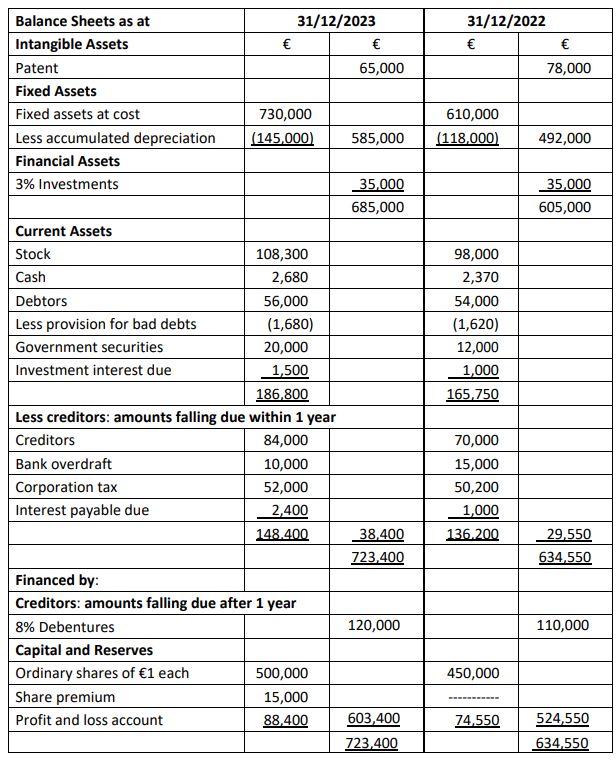 Balance Sheets as at 31/12/2023 31/12/2022
Intangible Assets € € € €
Patent 65,000 78,000
Fixed Assets
Fixed assets at cost 730,000 610,000
Less accumulated depreciation (145,000) 585,000 (118,000) 492,000
Financial Assets
3% Investments 35,000 35,000
685,000 605,000
Current Assets
Stock 108,300 98,000
Cash 2,680 2,370
Debtors 56,000 54,000
Less provision for bad debts (1,680) (1,620)
Government securities 20,000 12,000
Investment interest due 1,500 1,000
186,800 165,750
Less creditors: amounts falling due within 1 year
Creditors 84,000 70,000
Bank overdraft 10,000 15,000
Corporation tax 52,000 50,200
Interest payable due 2,400 1,000
148,400 38,400 136,200 29,550
723,400 634,550
Financed by:
Creditors: amounts falling due after 1 year
8% Debentures 120,000 110,000
Capital and Reserves
Ordinary shares of €1 each 500,000 450,000
Share premium 15,000 -----------
Profit and loss account 88,400 603,400 74,550 524,550
723,400 634,550